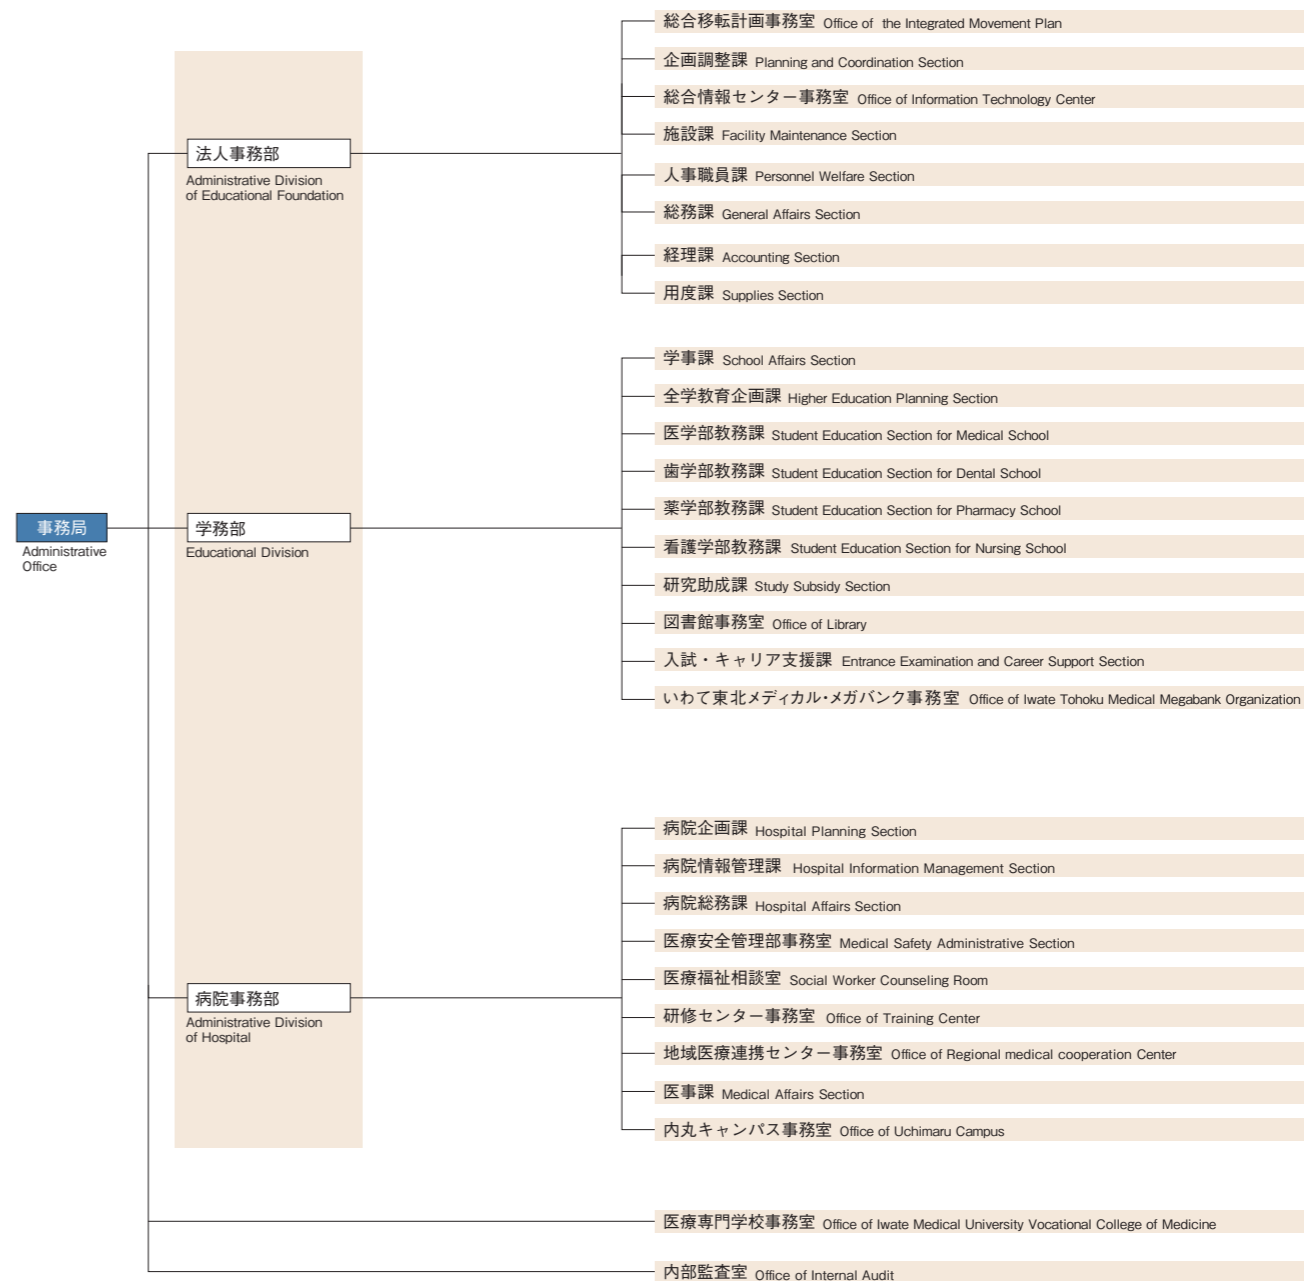 事務局
Administrative
Office
法人事務部
Administrative Division
of Educational Foundation
総合移転計画事務室 Office of the Integrated Movement Plan
企画調整課 Planning and Coordination Section
総合情報センター事務室 Office of Information Technology Center
施設課 Facility Maintenance Section
人事職員課 Personnel Welfare Section
総務課 General Affairs Section
経理課 Accounting Section
用度課 Supplies Section
学務部
Educational Division
学事課 School Affairs Section
全学教育企画課 Higher Education Planning Section
医学部教務課 Student Education Section for Medical School
歯学部教務課 Student Education Section for Dental School
薬学部教務課 Student Education Section for Pharmacy School
看護学部教務課 Student Education Section for Nursing School
研究助成課 Study Subsidy Section
図書館事務室 Office of Library
入試・キャリア支援課 Entrance Examination and Career Support Section
いわて東北メディカル・メガバンク事務室 Office of Iwate Tohoku Medical Megabank Organization
病院事務部
Administrative Division
of Hospital
病院企画課 Hospital Planning Section
病院情報管理課 Hospital Information Management Section
病院総務課 Hospital Affairs Section
医療安全管理部事務室 Medical Safety Administrative Section
医療福祉相談室 Social Worker Counseling Room
研修センター事務室 Office of Training Center
地域医療連携センター事務室 Office of Regional medical cooperation Center
医事課 Medical Affairs Section
内丸キャンパス事務室 Office of Uchimaru Campus
医療専門学校事務室 Office of Iwate Medical University Vocational College of Medicine
内部監査室 Office of Internal Audit